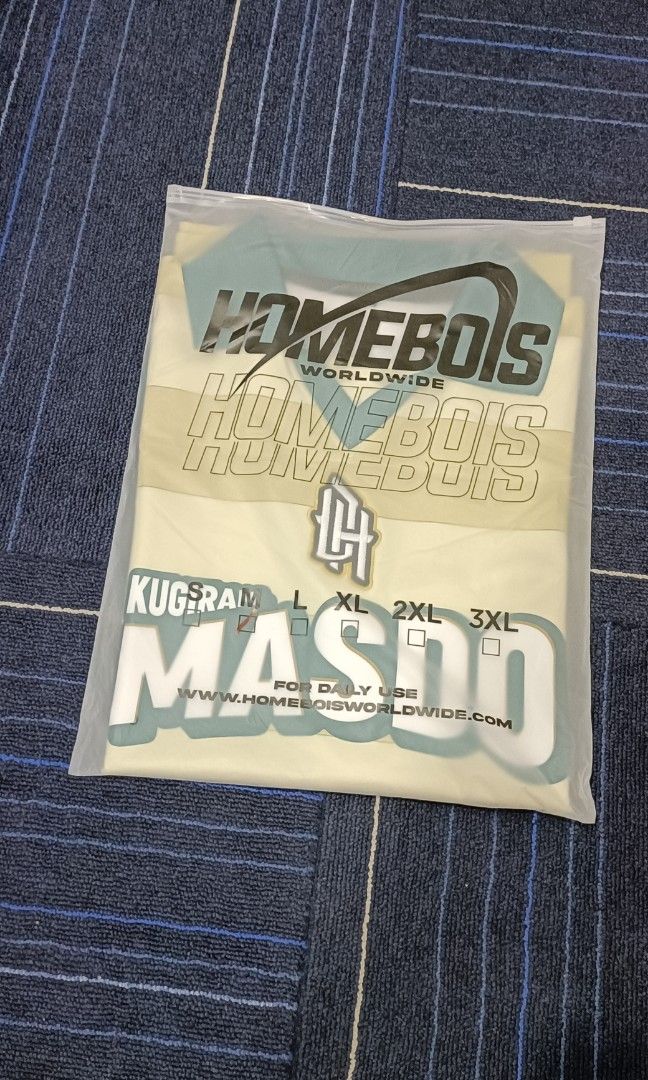 HOMEBOIS
WORLDWIDE
HOMEBOIS
HOMEBOIS
KUGIRAN
S M L XL 2XL 3XL
MASDO
FOR DAILY USE
WWW.HOMEBOISWORLDWIDE.COM